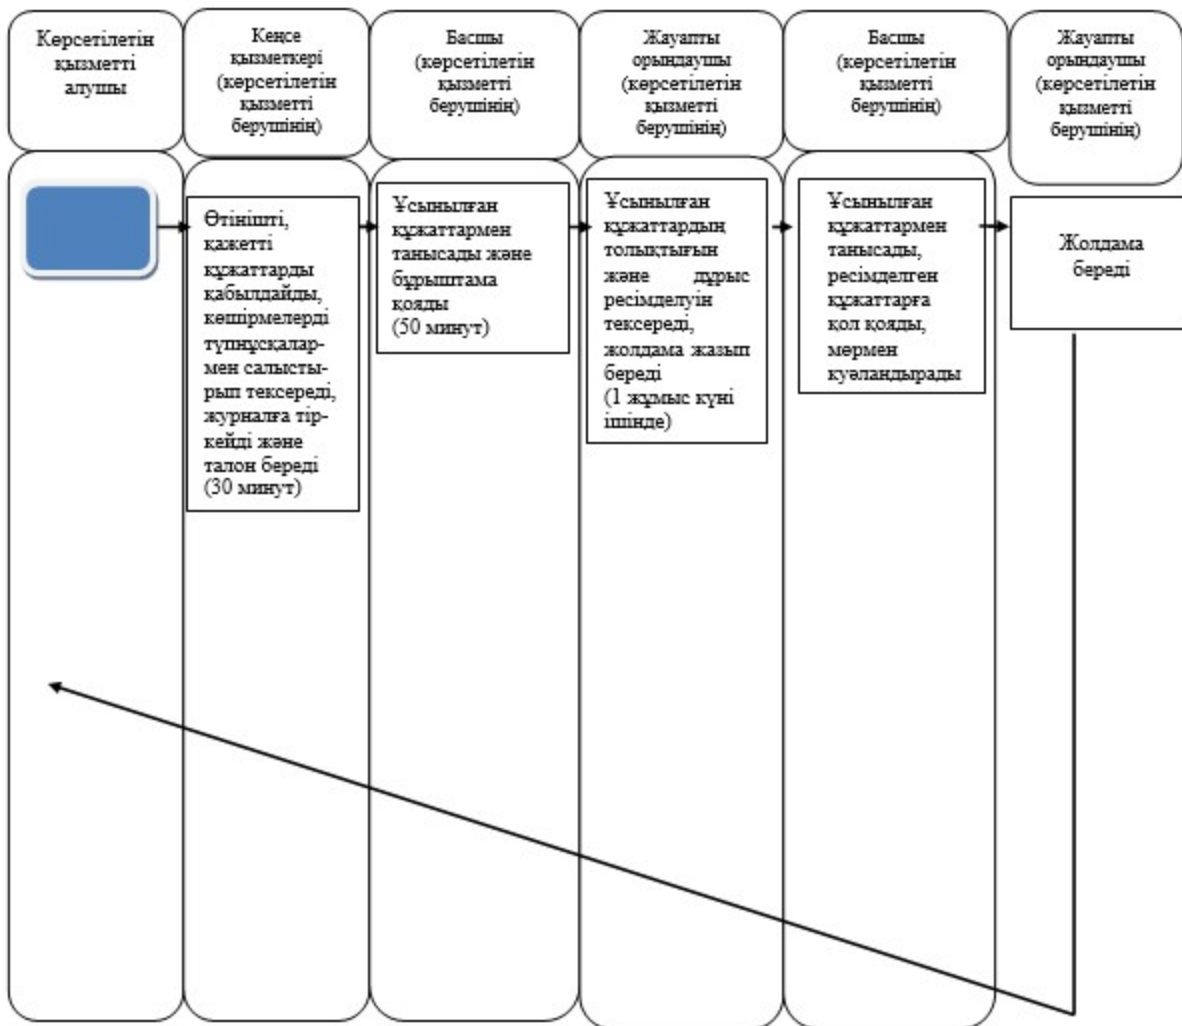 Көрсетілетін
қызметті
алушы
Кеңсе
қызметкері
(көрсетілетін
қызметті
берушінің)
Басшы
(көрсетілетін
қызметті
берушінің)
Жауапты
орындаушы
(көрсетілетін
қызметті
берушінің)
Басшы
(көрсетілетін
қызметті
берушінің)
Жауапты
орындаушы
(көрсетілетін
қызметті
берушінің)
Өтінішті,
қажетті
құжаттарды
қабылдайды,
көшірмелерді
түпнұсқалар-
мен салысты-
рып тексереді,
журналға тір-
кейді және
талон береді
(30 минут)
Ұсынылған
құжаттармен
танысады және
бұрыштама
қояды
(50 минут)
Ұсынылған
құжаттардың
толықтығын
және дұрыс
ресімделуін
тексереді,
жолдама жазып
береді
(1 жұмыс күні
ішінде)
Ұсынылған
құжаттармен
танысады,
ресімделген
құжаттарға
қол қояды,
мөрмен
куәландырады
Жолдама
береді